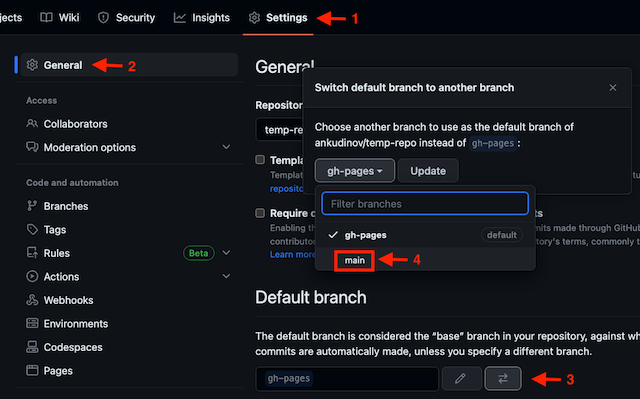 jects Wiki Security Insights Settings 1
General 2
Access
Collaborators
Moderation options
Code and automation
Branches
Tags
Rules Beta
Actions
Webhooks
Environments
Codespaces
Pages
General
Repositor
temp-re
Templ
Templat
reposito
Require c
Enabling th
contributor
Learn more
ts
mits made through GitHub
ory's terms, commonly t
Switch default branch to another branch
Choose another branch to use as the default branch of
ankudinov/temp-repo instead of gh-pages :
gh-pages Update
Filter branches
gh-pages default
main 4
Default branch
The default branch is considered the “base” branch in your repository, against wh
commits are automatically made, unless you specify a different branch.
gh-pages 3